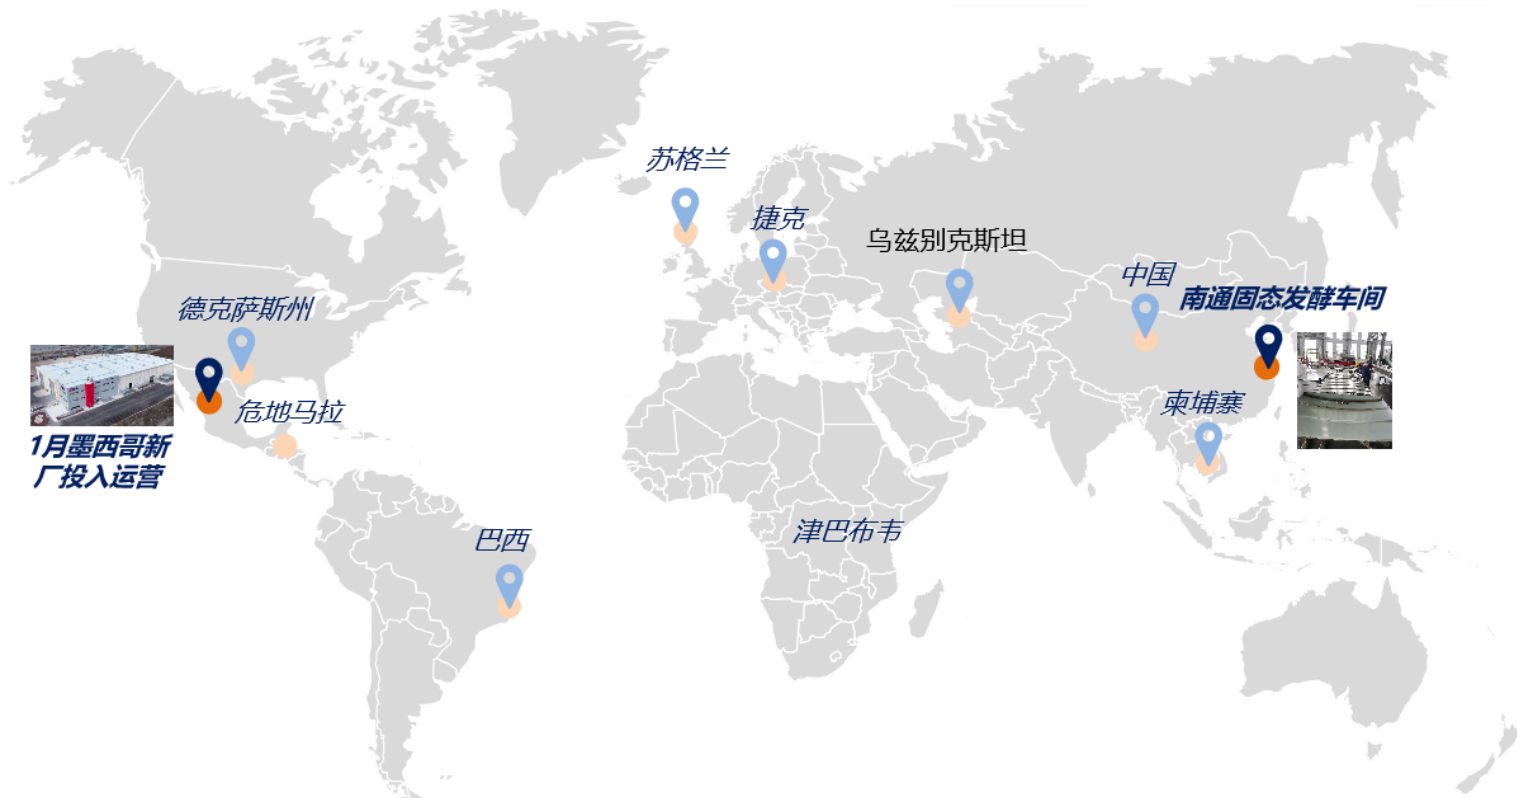 苏格兰
捷克
乌兹别克斯坦
中国
南通固态发酵车间
德克萨斯州
柬埔寨
危地马拉
1月墨西哥新
厂投入运营
津巴布韦
巴西